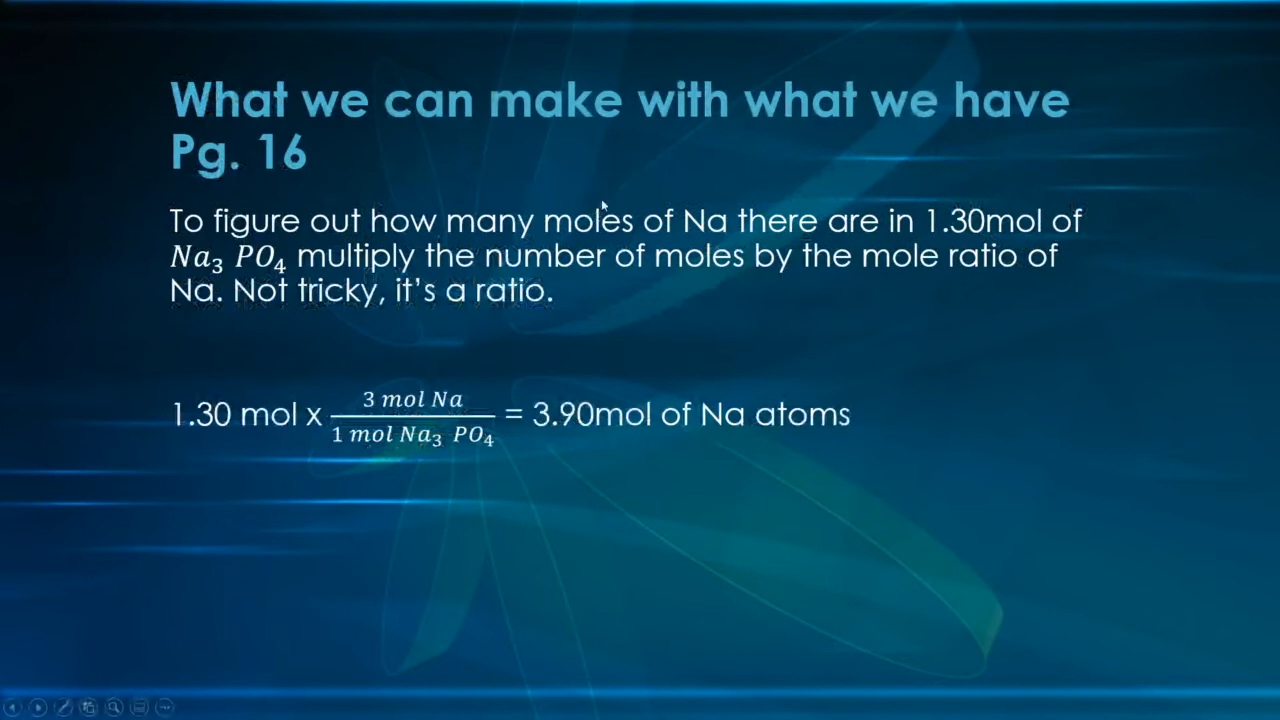 What we can make with what we have
Pg. 16
To figure out how many moles of Na there are in 1.30mol of
Na₃ PO₄ multiply the number of moles by the mole ratio of
Na. Not tricky, it’s a ratio.
1.30 mol x \frac{3 mol Na}{1 mol Na₃ PO₄} = 3.90mol of Na atoms